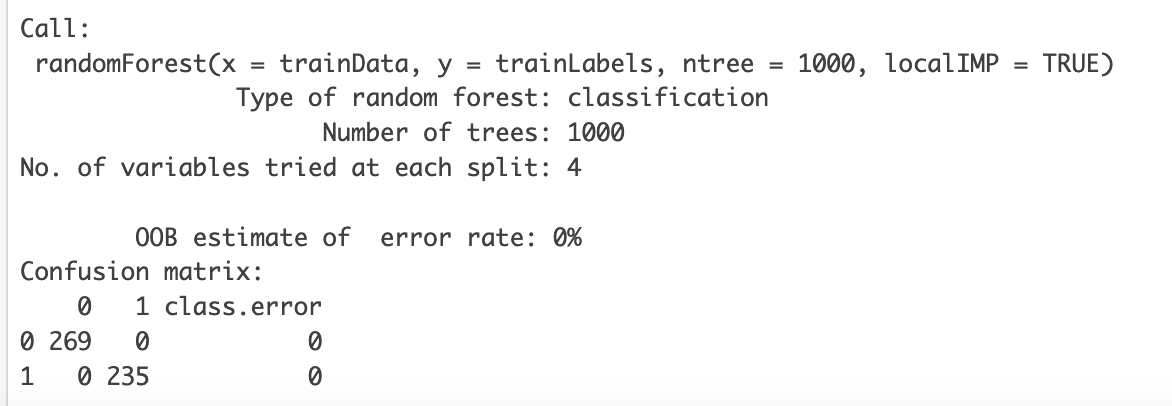 Call:
 randomForest(x = trainData, y = trainLabels, ntree = 1000, localIMP = TRUE)
               Type of random forest: classification
                     Number of trees: 1000
No. of variables tried at each split: 4

        OOB estimate of  error rate: 0%
Confusion matrix:
    0   1 class.error
0 269   0           0
1   0 235           0